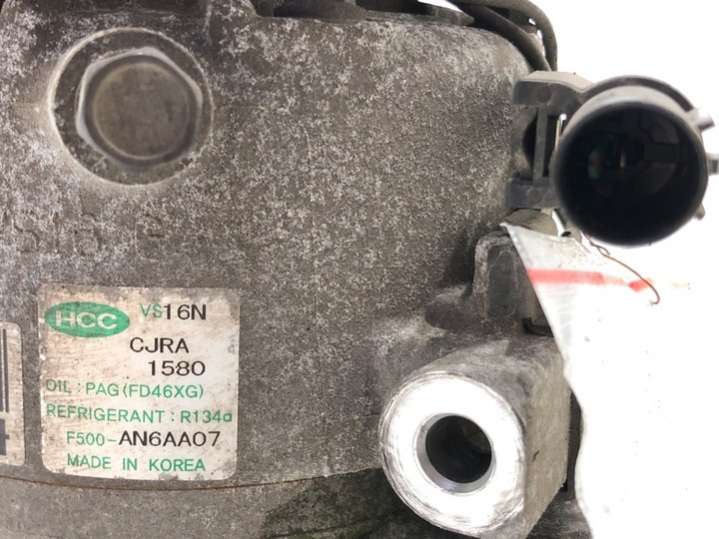 HCC VS16N
CJRA
1580
OIL : PAG (FD46XG)
REFRIGERANT : R134a
F500-AN6AA07
MADE IN KOREA